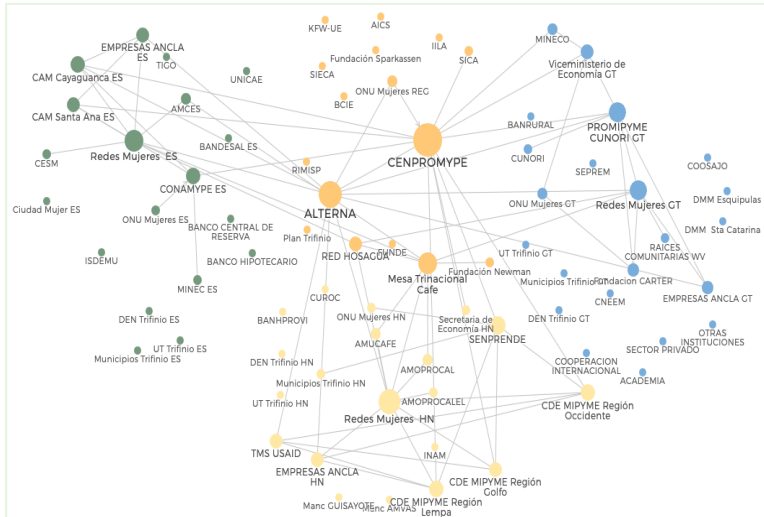 KFW-UE
AICS
EMPRESAS ANCLA
ES
TIGO
Fundación Sparkassen
IILA
MINECO
CAM Cayaguanca ES
UNICAE
SIECA
SICA
Viceministerio de
Economía GT
ONU Mujeres REG
BCIE
CAM Santa Ana ES
AMCES
BANRURAL
PROMIPYME
CUNORI GT
Redes Mujeres ES
BANDESAL ES
CENPROMYPE
CUNORI
CESM
RIMISP
SEPREM
COOSAJO
CONAMYPE ES
ALTERNA
ONU Mujeres GT
Redes Mujeres GT
DMM Esquipulas
Ciudad Mujer ES
ONU Mujeres ES
BANCO CENTRAL DE
RESERVA
Plan Trifinio
RED HOSAGUA
FUNDE
UT Trifinio GT
RAICES
COMUNITARIAS WV
DMM Sta Catarina
ISDEMU
BANCO HIPOTECARIO
Mesa Trinacional
Cafe
Fundación Newman
Municipios Trifinio GT
Fundacion CARTER
MINEC ES
CUROC
CNEEM
EMPRESAS ANCLA GT
DEN Trifinio ES
BANHPROVI
ONU Mujeres HN
Secretaria de
Economía HN
DEN Trifinio GT
SENPRENDE
AMUCAFE
OTRAS
INSTITUCIONES
UT Trifinio ES
Municipios Trifinio ES
DEN Trifinio HN
SECTOR PRIVADO
COOPERACION
INTERNACIONAL
AMOPROCAL
Municipios Trifinio HN
ACADEMIA
UT Trifinio HN
AMOPROCALEL
CDE MIPYME Región
Occidente
Redes Mujeres HN
TMS USAID
INAM
EMPRESAS ANCLA
HN
CDE MIPYME Región
Golfo
CDE MIPYME Región
Lempa
Manc GUISAYOTE
Manc AMVAS